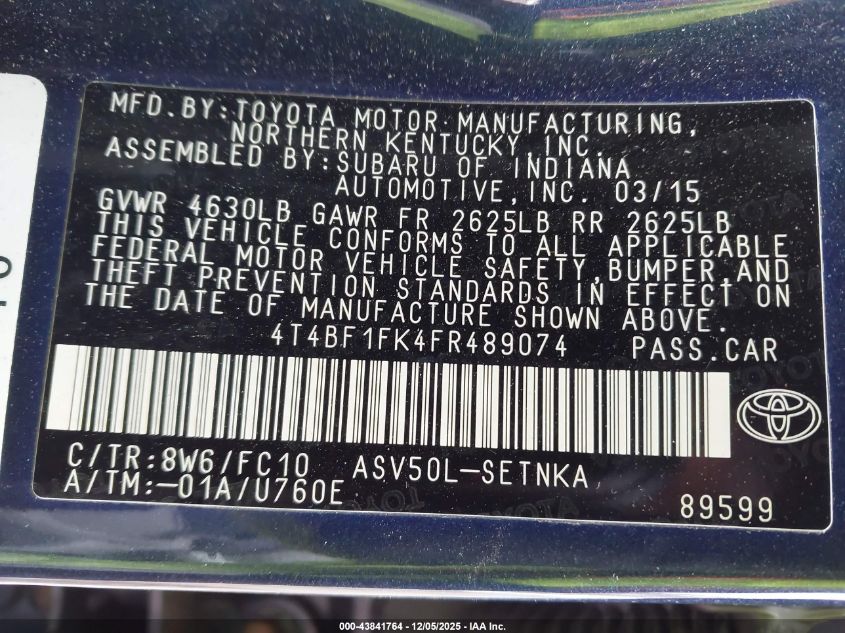 MFD.BY:TOYOTA MOTOR MANUFACTURING,
NORTHERN KENTUCKY,INC.
ASSEMBLED BY:SUBARU OF INDIANA
AUTOMOTIVE,INC. 03/15
GVWR 4630LB GAWR FR 2625LB RR 2625LB
THIS VEHICLE CONFORMS TO ALL APPLICABLE
FEDERAL MOTOR VEHICLE SAFETY,BUMPER,AND
THEFT PREVENTION STANDARDS IN EFFECT ON
THE DATE OF MANUFACTURE SHOWN ABOVE.
4T4BF1FK4FR489074 PASS.CAR
C/TR:8W6/FC10 ASV50L-SETNKA
A/TM:-01A/U760E
89599
000-43841764 - 12/05/2025 - IAA Inc.